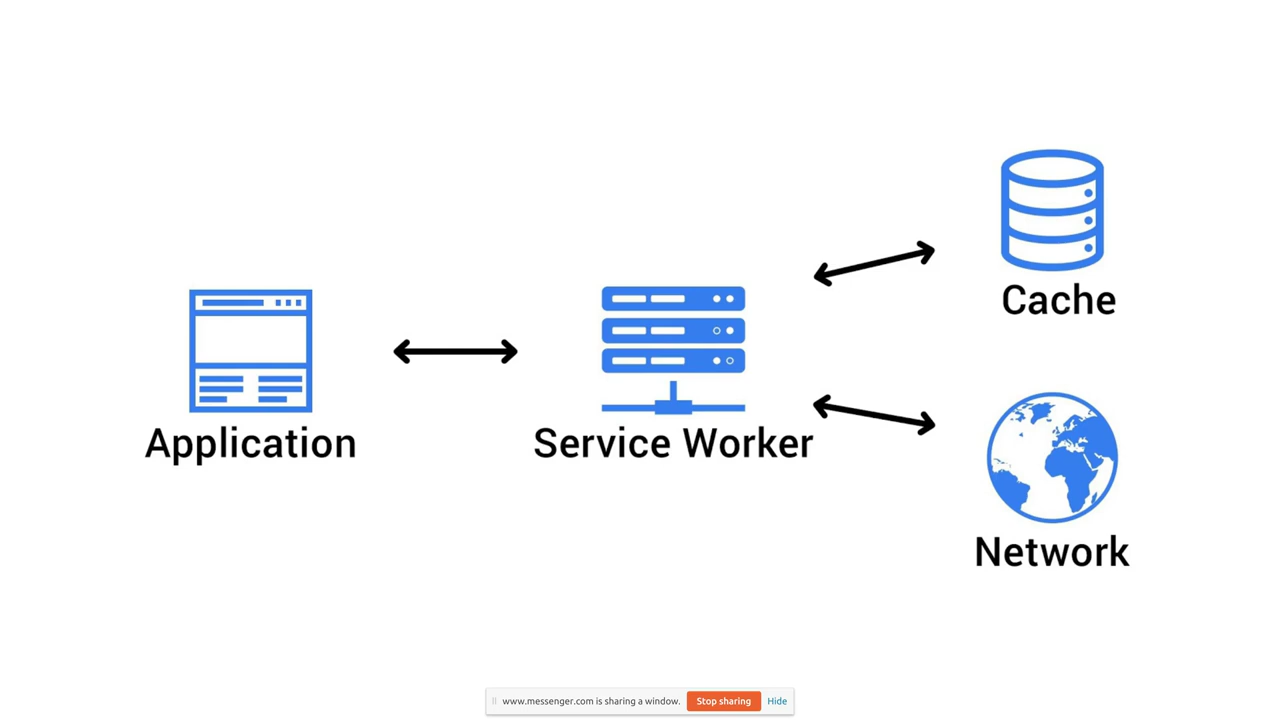 Cache
Application
Service Worker
Network
www.messenger.com is sharing a window.
Stop sharing
Hide